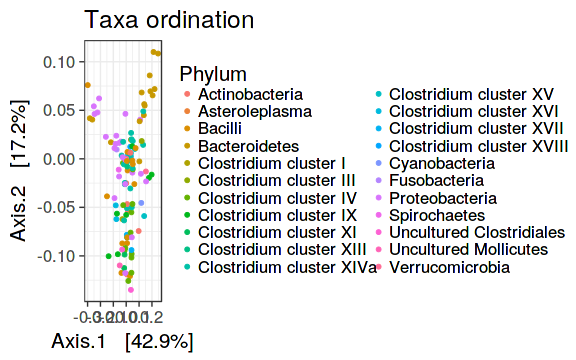 Taxa ordination
0.10
0.05
0.00
-0.05
-0.10
Axis.2 [17.2%]
Axis.1 [42.9%]
Phylum
Actinobacteria
Asteroleplasma
Bacilli
Bacteroidetes
Clostridium cluster I
Clostridium cluster III
Clostridium cluster IV
Clostridium cluster IX
Clostridium cluster XI
Clostridium cluster XIII
Clostridium cluster XIVa
Clostridium cluster XV
Clostridium cluster XVI
Clostridium cluster XVII
Clostridium cluster XVIII
Cyanobacteria
Fusobacteria
Proteobacteria
Spirochaetes
Uncultured Clostridiales
Uncultured Mollicutes
Verrucomicrobia